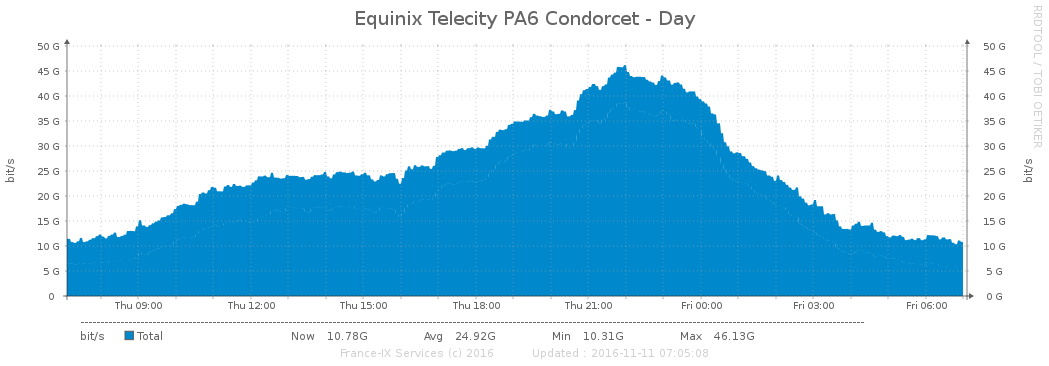 Equinix Telecity PA6 Condorcet - Day
RRDTOOL / TOBI OETIKER
bit/s
50 G 50 G
45 G 45 G
40 G 40 G
35 G 35 G
30 G 30 G
25 G 25 G
20 G 20 G
15 G 15 G
10 G 10 G
5 G 5 G
0 0 G
bit/s
Thu 09:00 Thu 12:00 Thu 15:00 Thu 18:00 Thu 21:00 Fri 00:00 Fri 03:00 Fri 06:00
bit/s Total Now 10.78G Avg 24.92G Min 10.31G Max 46.13G
France-IX Services (c) 2016 Updated : 2016-11-11 07:05:08